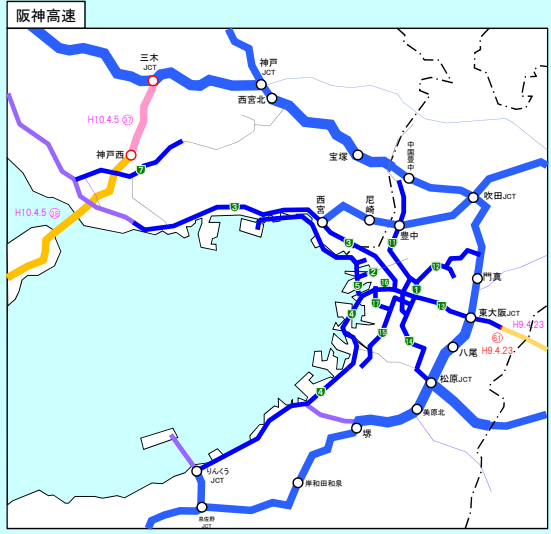 阪神高速
三木
JCT
神戸
JCT
西宮北
H10.4.5 37
神戸西
7
宝塚
中国豊中
吹田JCT
H10.4.5 38
3
西宮
尼崎
豊中
3
11
12
門真
2
5
16
1
13
4
東大阪JCT
H9.4.23
15
14
61
H9.4.23
八尾
松原JCT
4
美原北
堺
りんくう
JCT
岸和田和泉
泉佐野
JCT